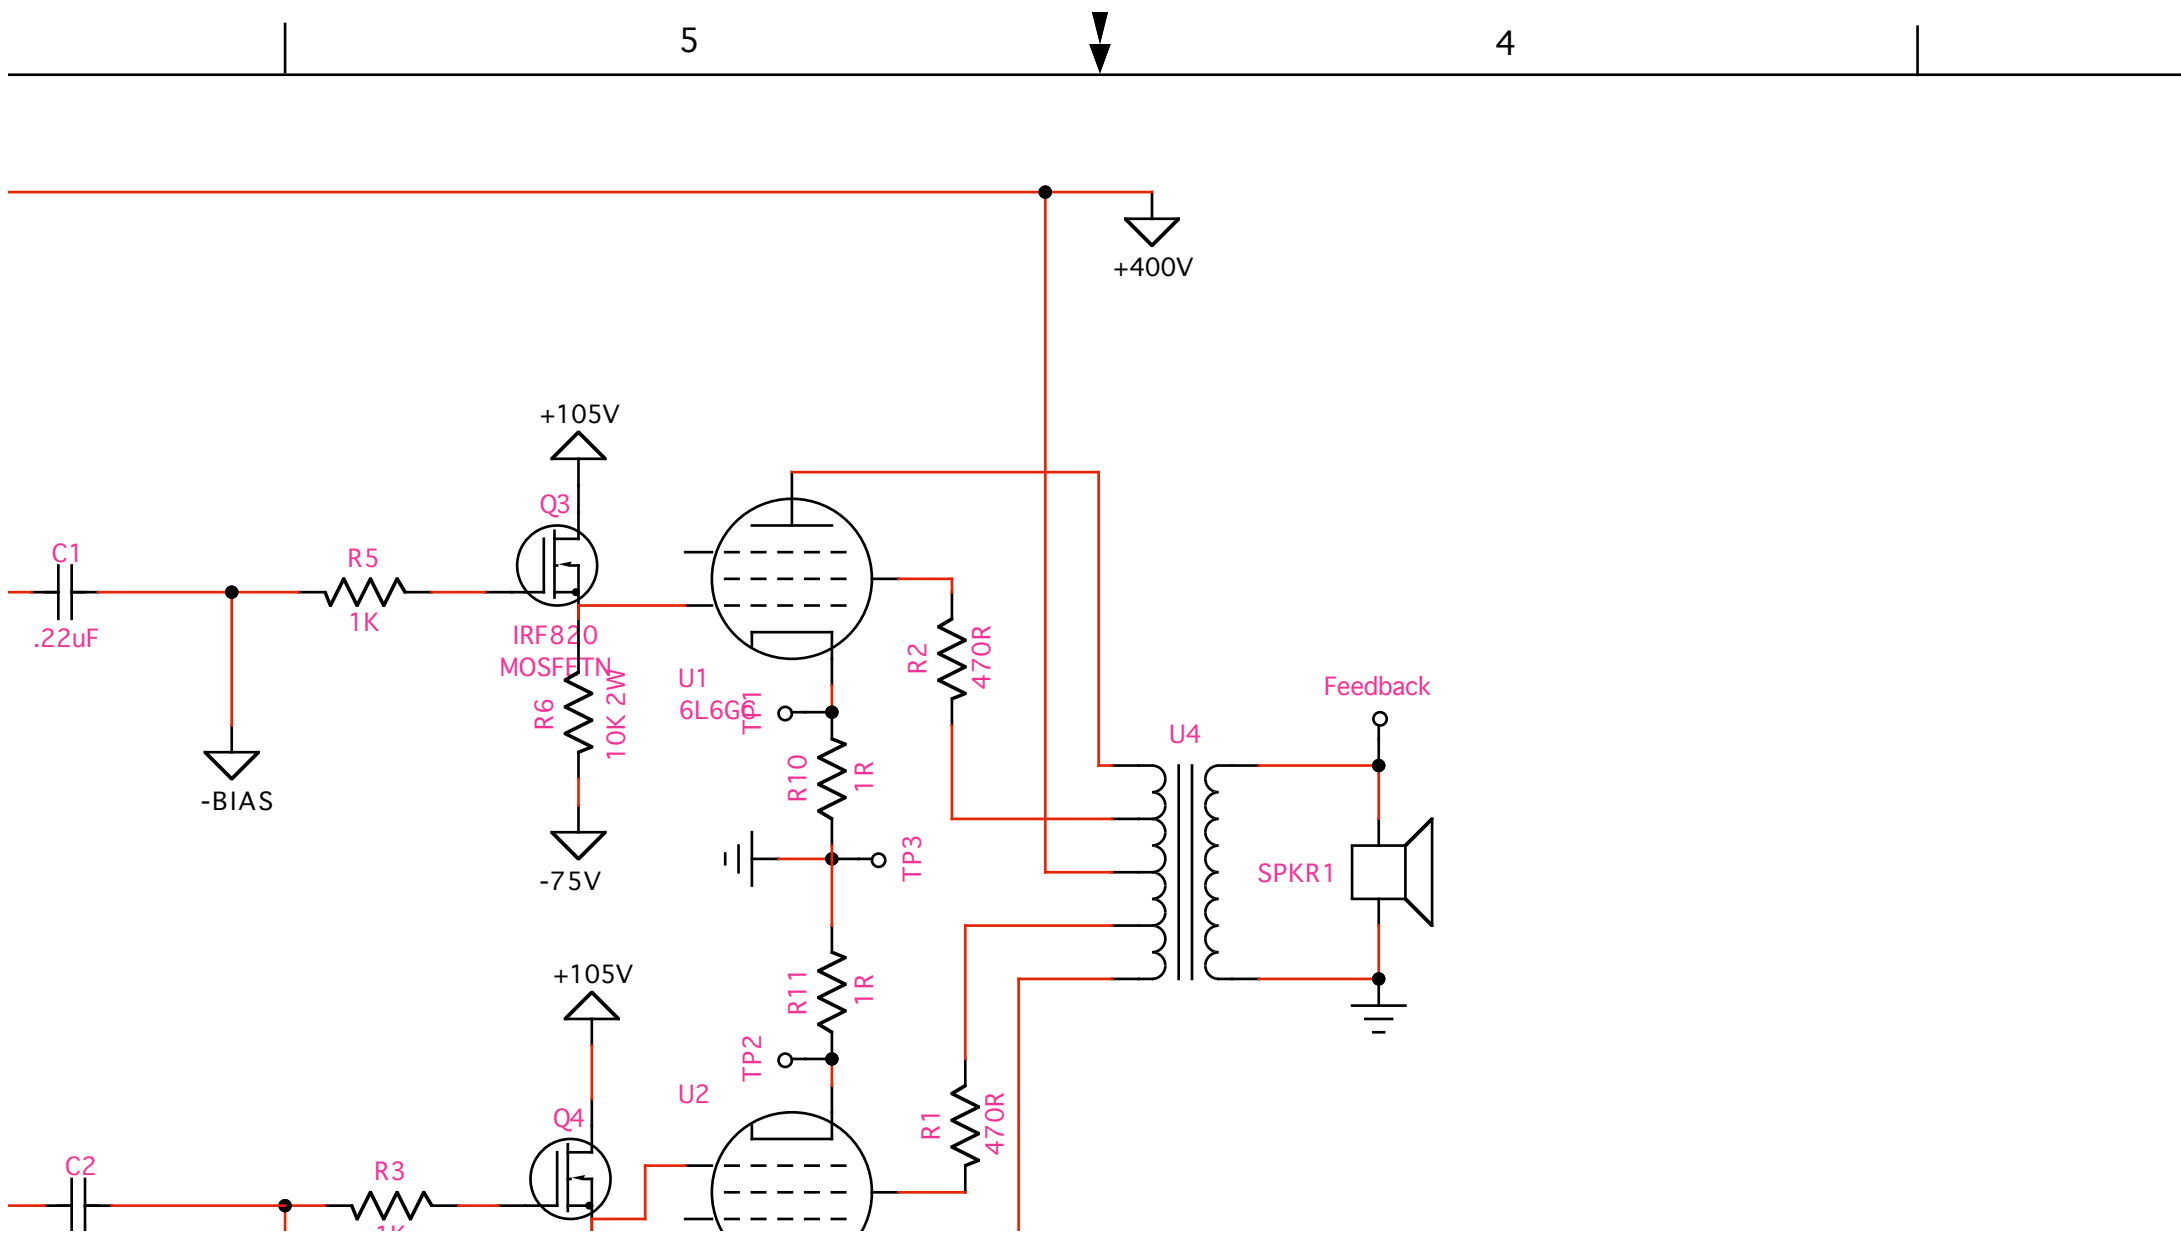 5
4
+400V
+105V
Q3
C1
R5
.22uF
1K
IRF820
MOSFETN
R6
10K 2W
U1
6L6GC
TP1
R2
470R
Feedback
U4
R10
1R
-BIAS
-75V
TP3
SPKR1
+105V
R11
1R
TP2
U2
R1
470R
Q4
C2
R3
1K